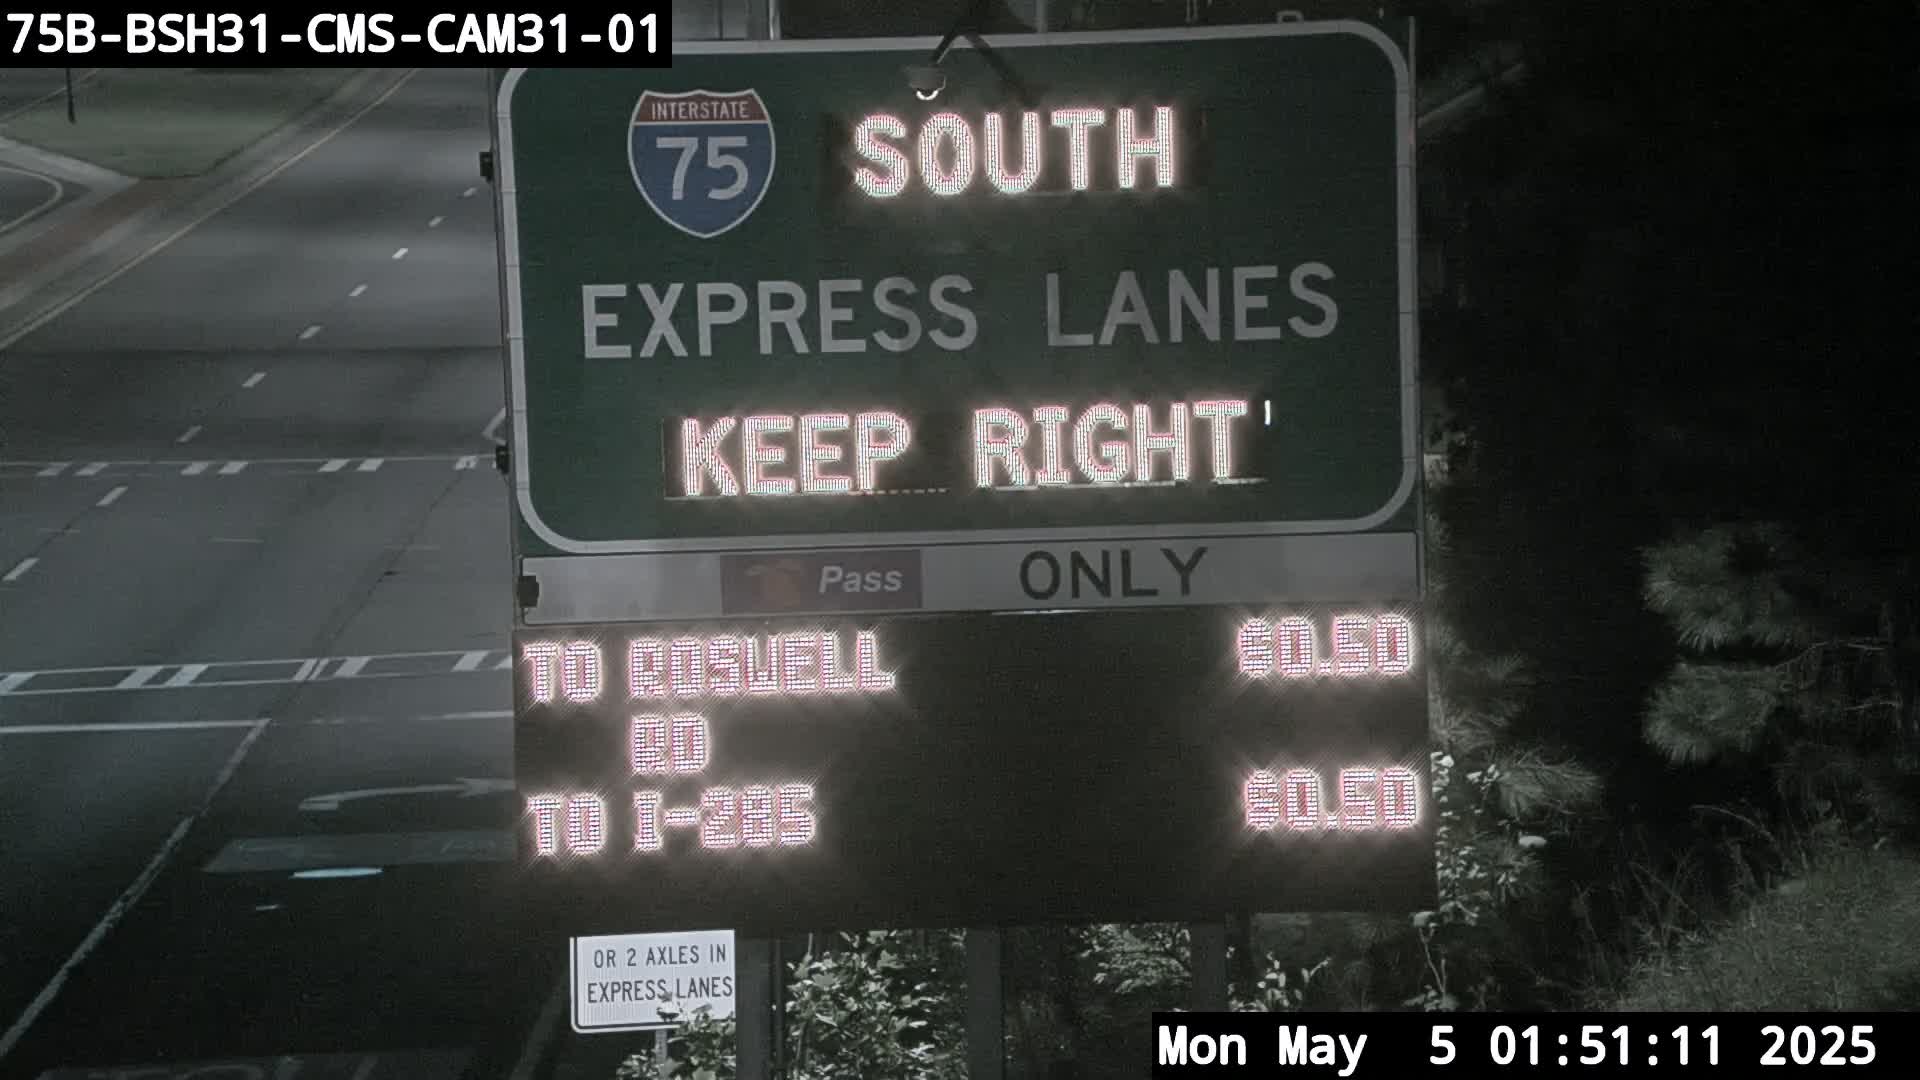 75B-BSH31-CMS-CAM31-01
INTERSTATE
75
SOUTH
EXPRESS LANES
KEEP RIGHT
Pass ONLY
TO ROSWELL $0.50
RD
TO I-285 $0.50
OR 2 AXLES IN
EXPRESS LANES
Mon May 5 01:51:11 2025